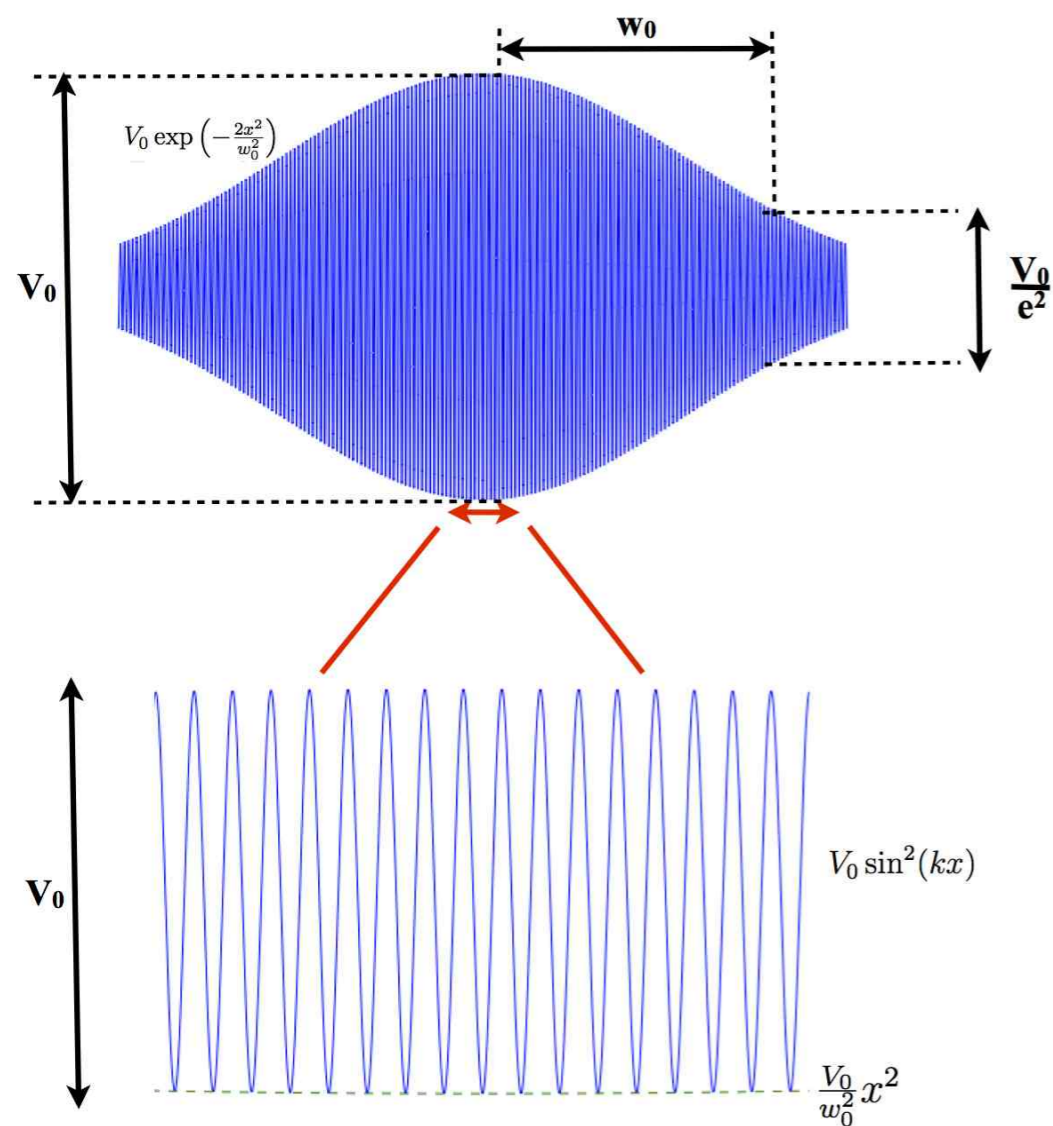 w₀
V₀ exp(−2x²/w₀²)
V₀
V₀/e²
V₀ sin²(kx)
V₀
V₀/w₀² x²